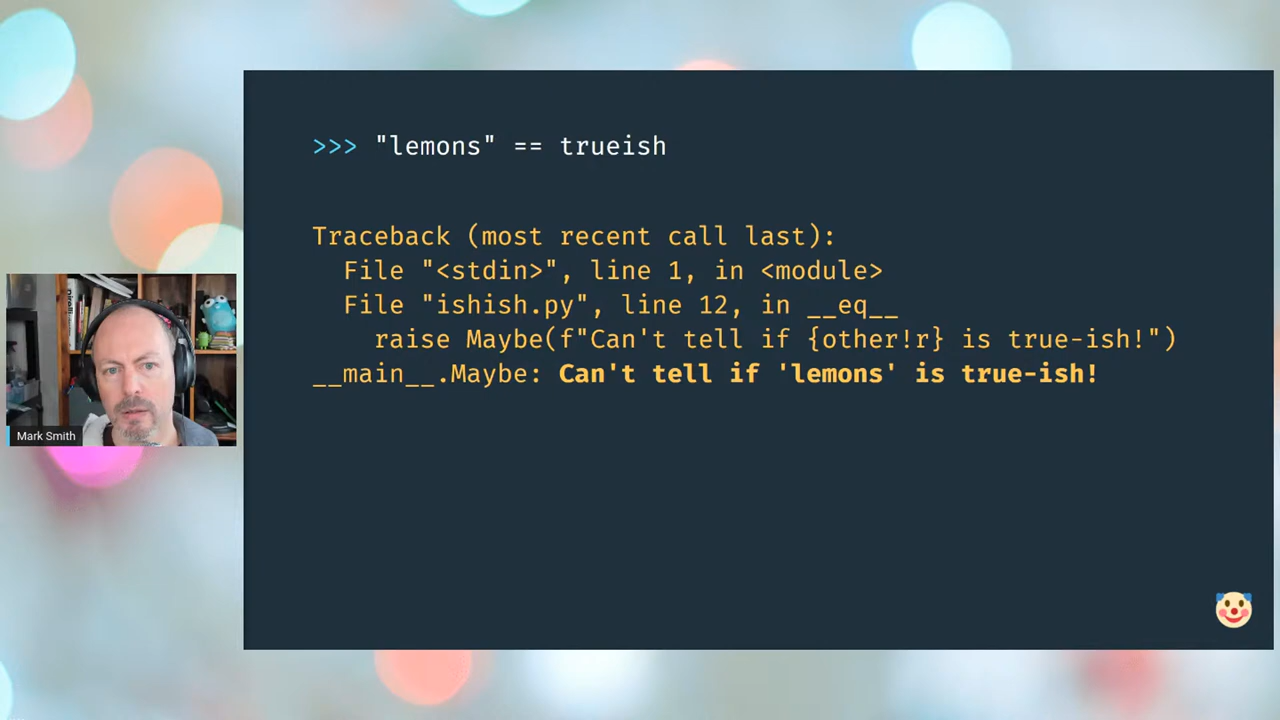 >>> "lemons" == trueish
Traceback (most recent call last):
File "<stdin>", line 1, in <module>
File "ishish.py", line 12, in __eq__
raise Maybe(f"Can't tell if {other!r} is true-ish!")
__main__.Maybe: Can't tell if 'lemons' is true-ish!
Mark Smith